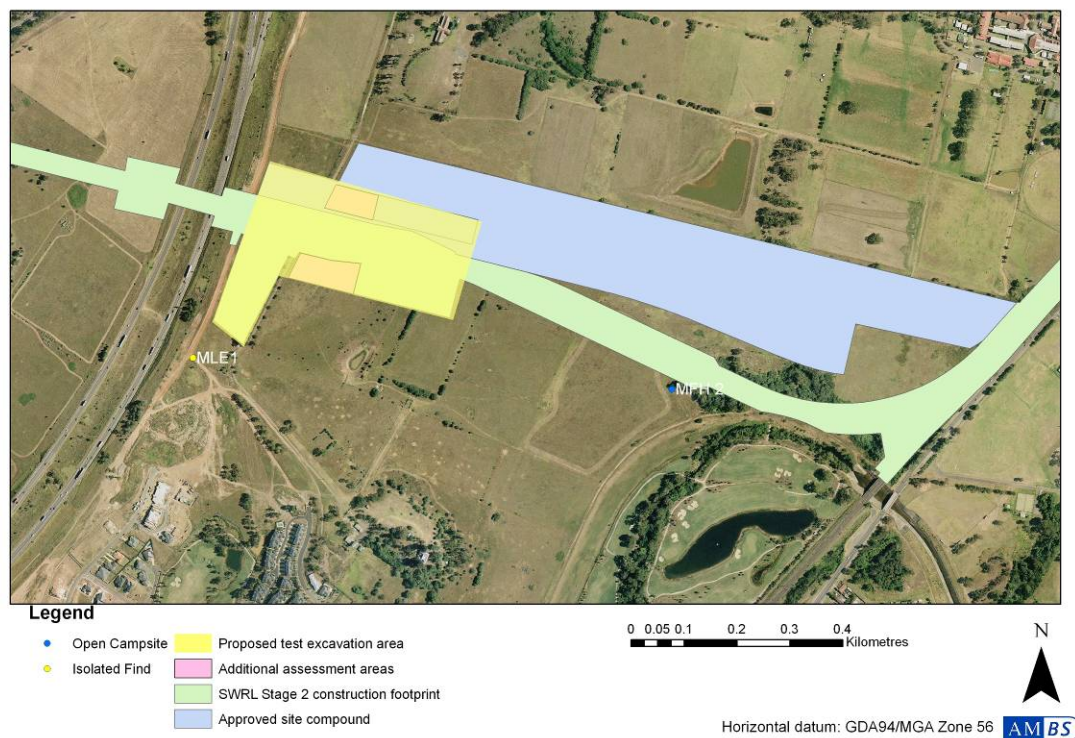 MLE1
MFH 2
Legend
Open Campsite
Isolated Find
Proposed test excavation area
Additional assessment areas
SWRL Stage 2 construction footprint
Approved site compound
0 0.05 0.1 0.2 0.3 0.4
Kilometres
N
Horizontal datum: GDA94/MGA Zone 56
AMBS